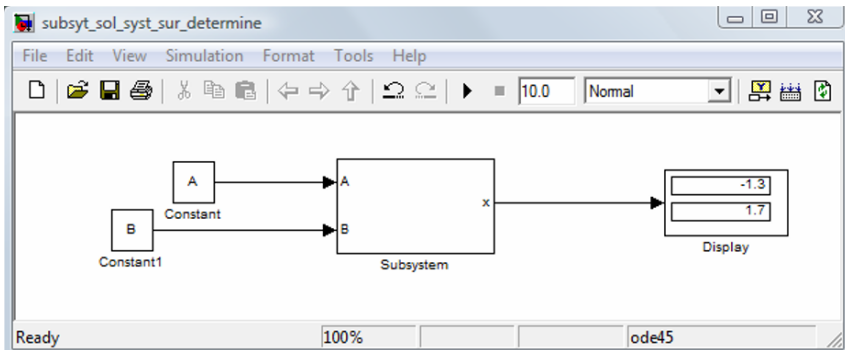 subsyt_sol_syst_sur_determine
File Edit View Simulation Format Tools Help
10.0 Normal
A
Constant
B
Constant1
A
B
x
Subsystem
-1.3
1.7
Display
Ready 100% ode45